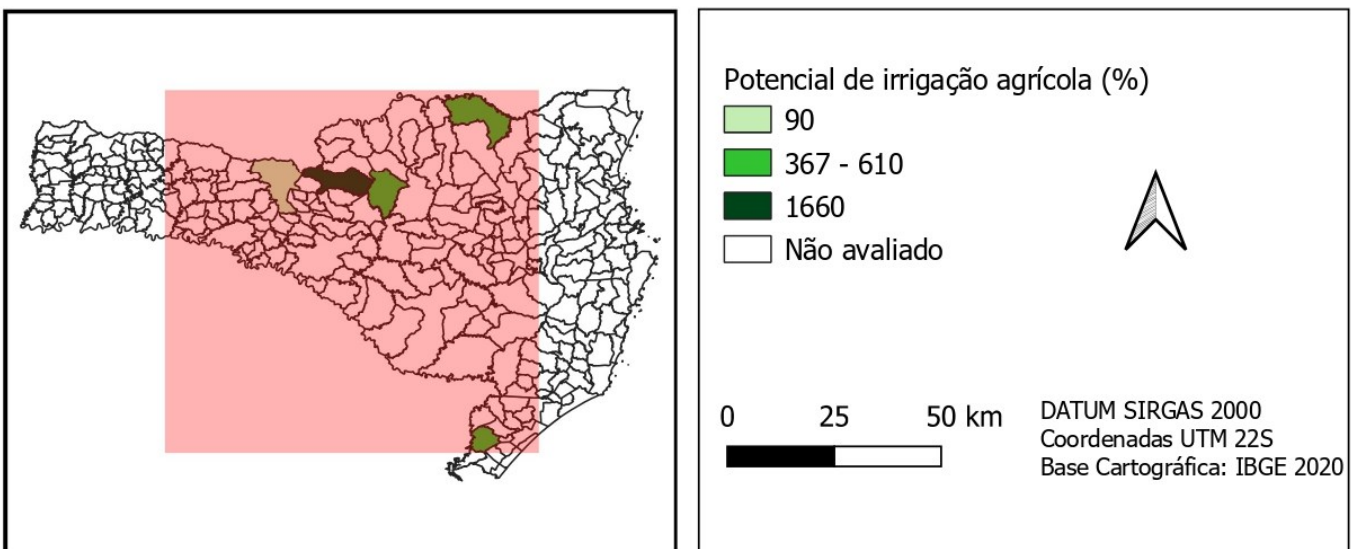 Potencial de irrigação agrícola (%)
90
367 - 610
1660
Não avaliado
0 25 50 km
DATUM SIRGAS 2000
Coordenadas UTM 22S
Base Cartográfica: IBGE 2020